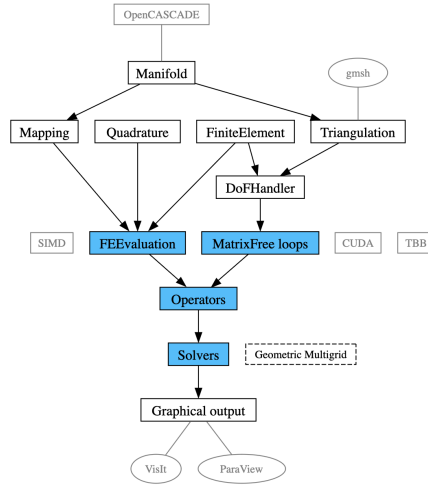 OpenCASCADE
Manifold
gmsh
Mapping
Quadrature
FiniteElement
Triangulation
DoFHandler
SIMD
FEEvaluation
MatrixFree loops
CUDA
TBB
Operators
Solvers
Geometric Multigrid
Graphical output
VisIt
ParaView